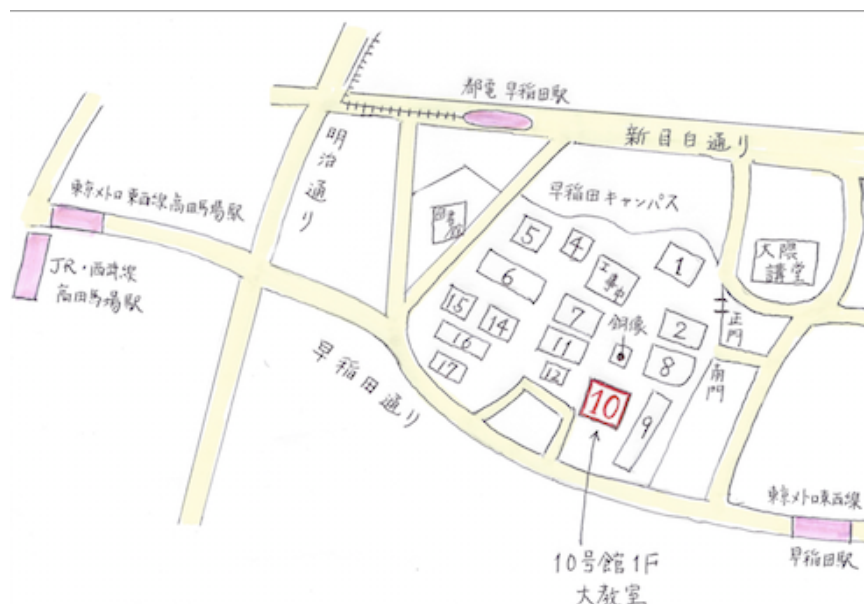 都電 早稲田駅
新目白通り
明治通り
東京メトロ東西線高田馬場駅
JR・西武線
高田馬場駅
早稲田キャンパス
大隈
講堂
5
4
工事中
1
6
7
銅像
2
正門
15
14
11
8
16
12
17
南門
10
9
早稲田通り
東京メトロ東西線
早稲田駅
10号館1F
大教室